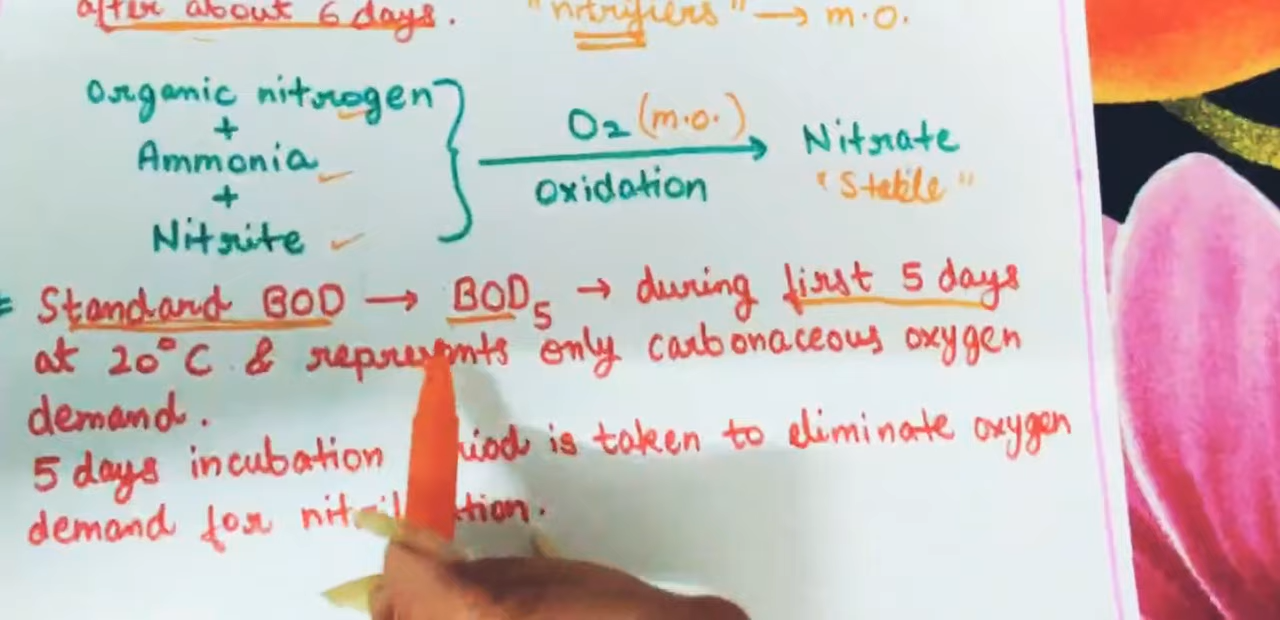 after about 6 days. "nitrifiers" → m.O.
Organic nitrogen
+
Ammonia
+
Nitrite
O2 (m.o.)
Oxidation
Nitrate
"Stable"
Standard BOD → BOD5 → during first 5 days
at 20°C & represents only carbonaceous oxygen
demand.
5 days incubation is taken to eliminate oxygen
demand for